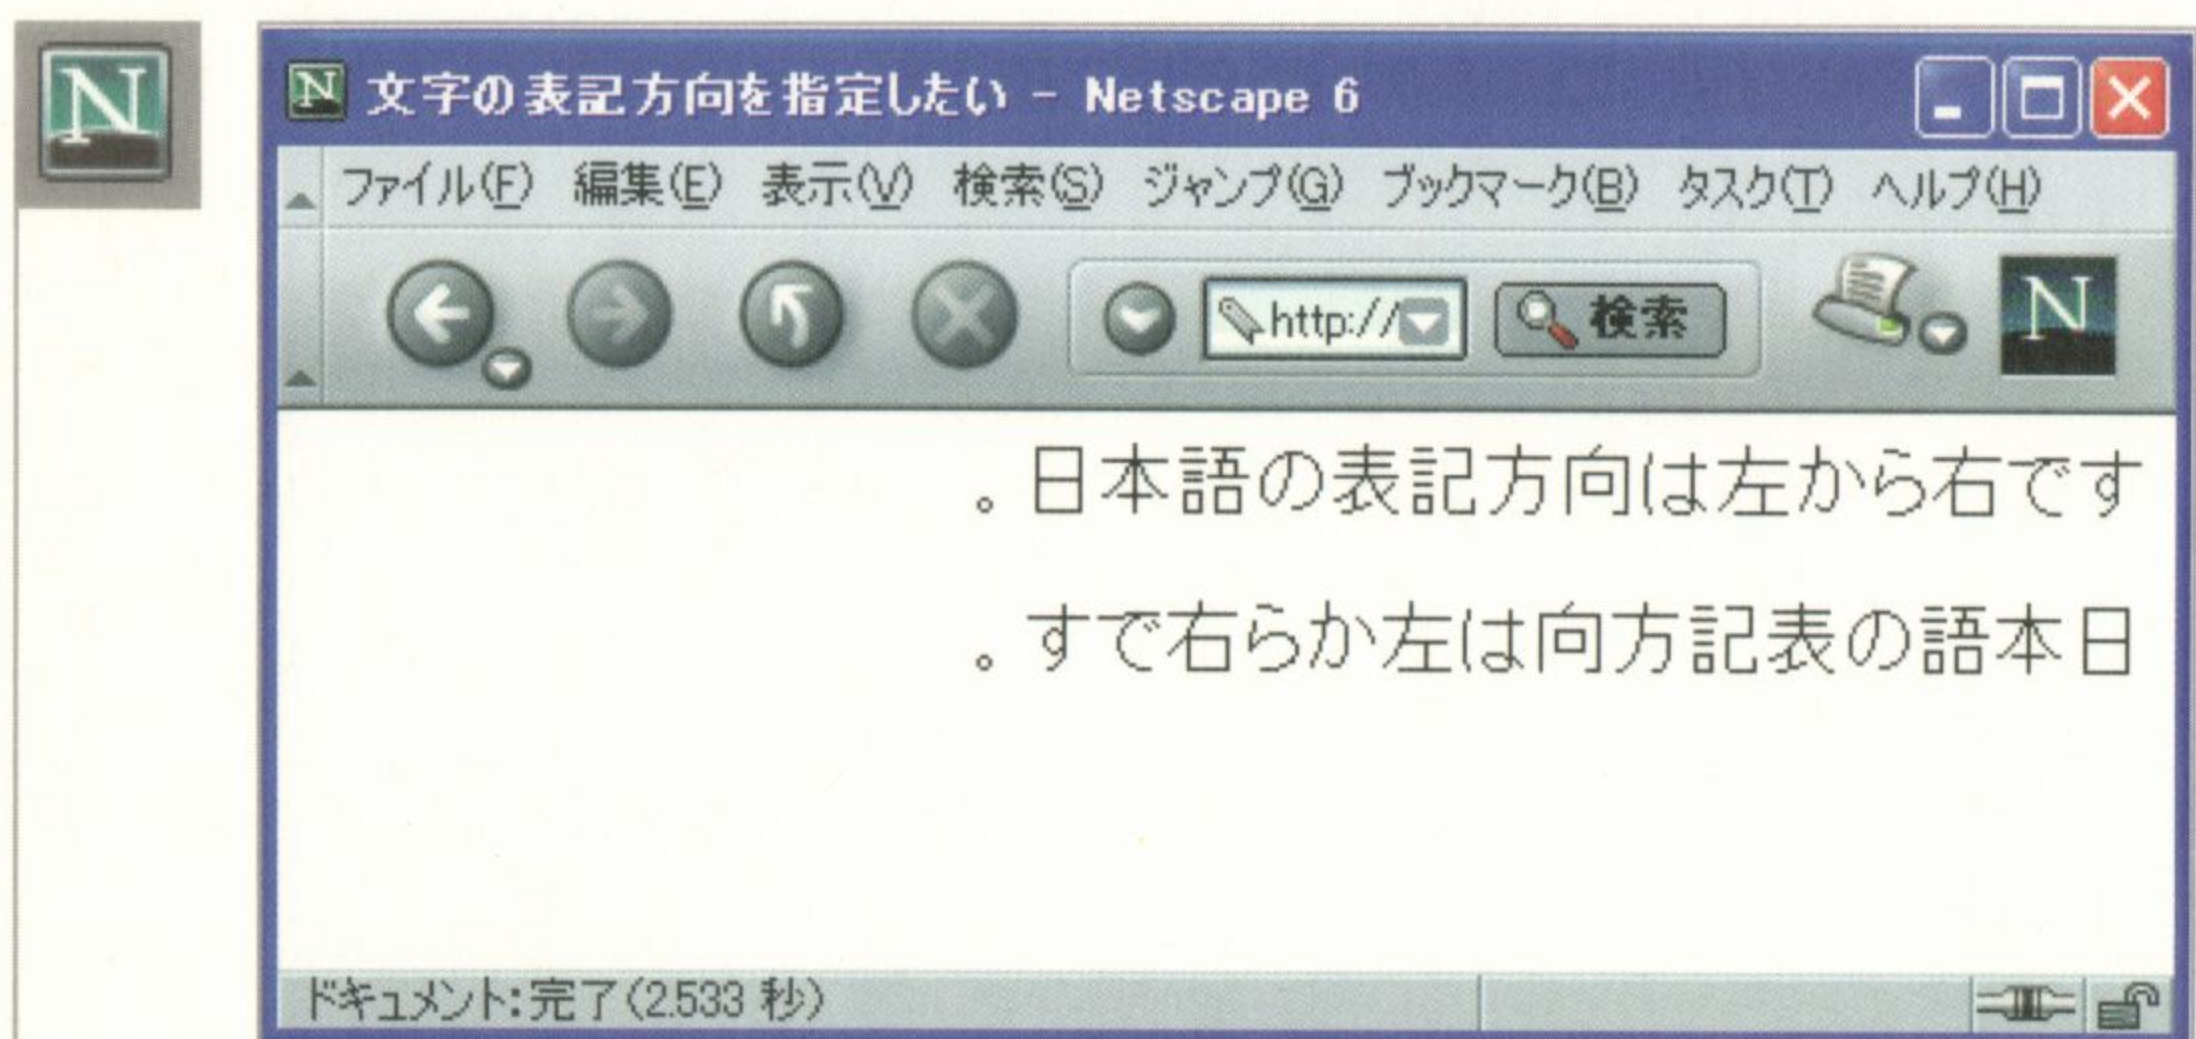 N
N 文字の表記方向を指定したい - Netscape 6
ファイル(F) 編集(E) 表示(V) 検索(S) ジャンプ(G) ブックマーク(B) タスク(T) ヘルプ(H)
http:// 検索 N
。日本語の表記方向は左から右です
。すで右らか左は向方記表の語本日
ドキュメント:完了(2.533 秒)